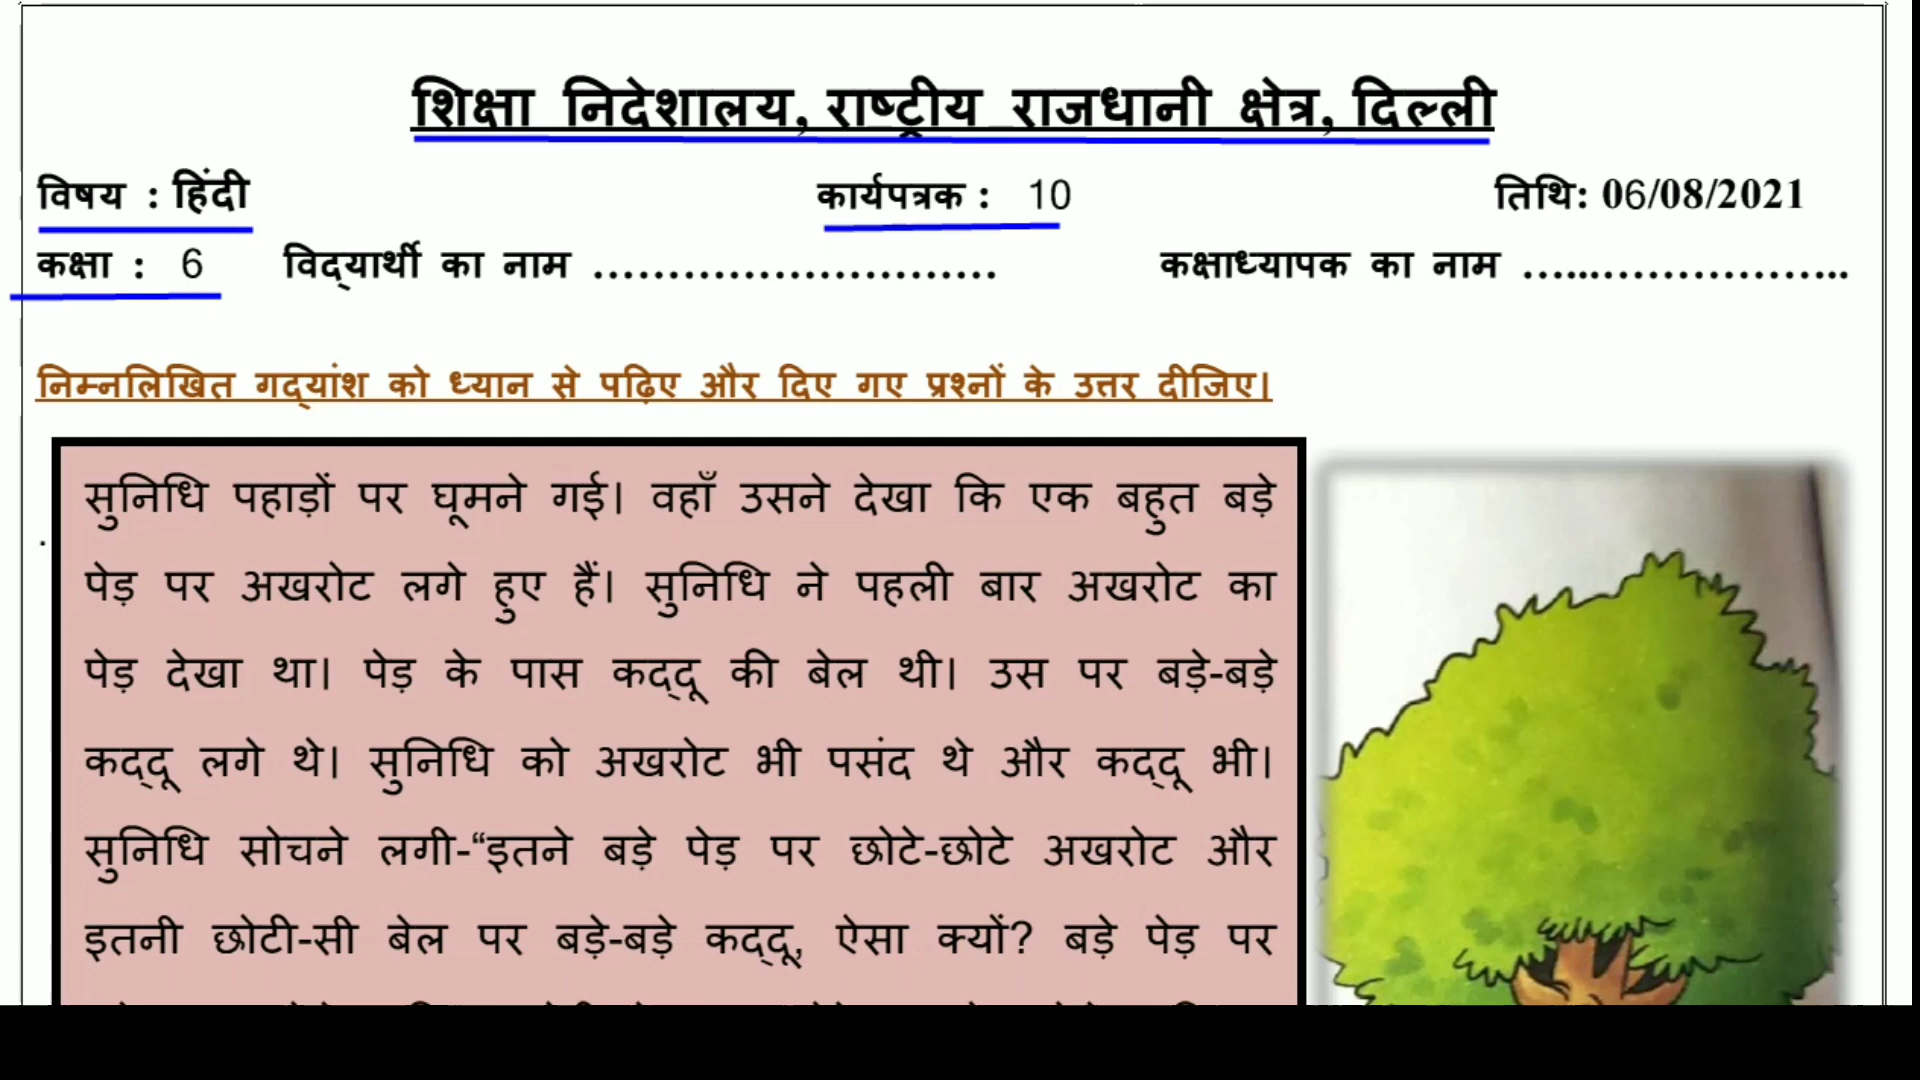 शिक्षा निदेशालय, राष्ट्रीय राजधानी क्षेत्र, दिल्ली
विषय : हिंदी कार्यपत्रक : 10 तिथि: 06/08/2021
कक्षा : 6 विद्यार्थी का नाम ........................... कक्षाध्यापक का नाम ........................
निम्नलिखित गद्यांश को ध्यान से पढ़िए और दिए गए प्रश्नों के उत्तर दीजिए।
सुनिधि पहाड़ों पर घूमने गई। वहाँ उसने देखा कि एक बहुत बड़े
पेड़ पर अखरोट लगे हुए हैं। सुनिधि ने पहली बार अखरोट का
पेड़ देखा था। पेड़ के पास कद्दू की बेल थी। उस पर बड़े-बड़े
कद्दू लगे थे। सुनिधि को अखरोट भी पसंद थे और कद्दू भी।
सुनिधि सोचने लगी-“इतने बड़े पेड़ पर छोटे-छोटे अखरोट और
इतनी छोटी-सी बेल पर बड़े-बड़े कद्दू, ऐसा क्यों? बड़े पेड़ पर